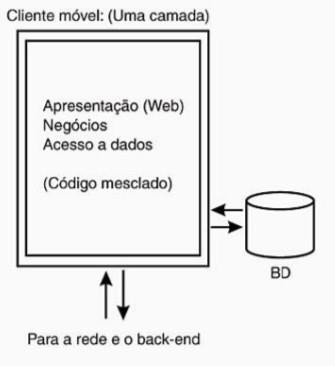 Cliente móvel: (Uma camada)
Apresentação (Web)
Negócios
Acesso a dados
(Código mesclado)
BD
Para a rede e o back-end